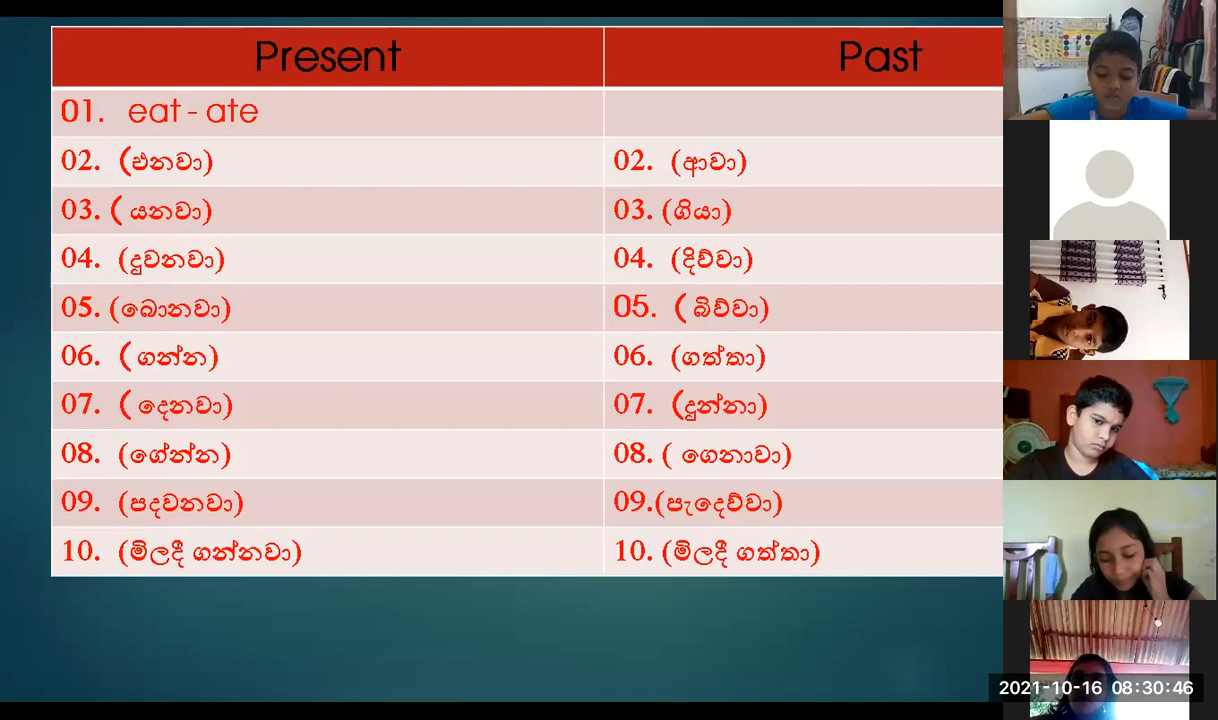 Present Past
01. eat - ate
02. (එනවා) 02. (ආවා)
03. ( යනවා) 03. (ගියා)
04. (දුවනවා) 04. (දිව්වා)
05. (බොනවා) 05. ( බිව්වා)
06. ( ගන්න) 06. (ගත්තා)
07. ( දෙනවා) 07. (දුන්නා)
08. (ගේන්න) 08. ( ගෙනාවා)
09. (පදවනවා) 09.(පැදෙව්වා)
10. (මිලදී ගන්නවා) 10. (මිලදී ගත්තා)
2021-10-16 08:30:46